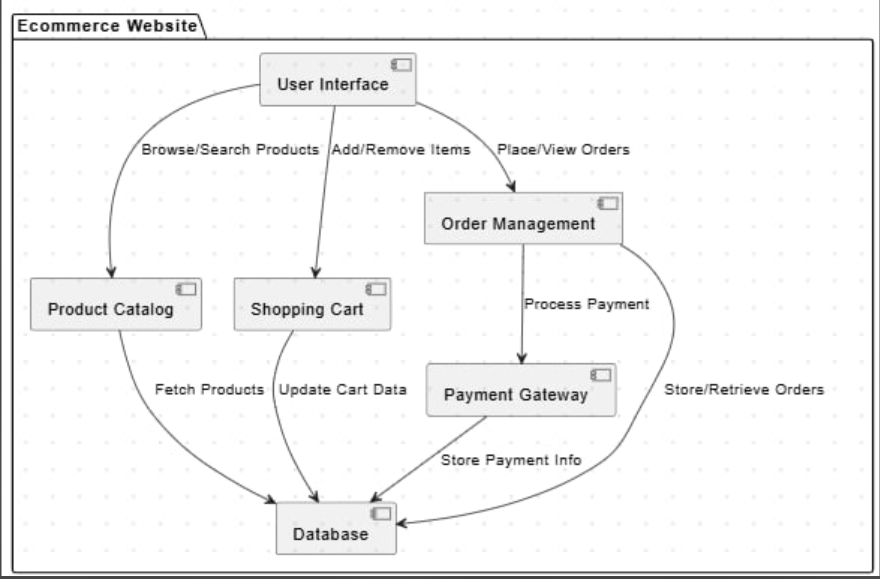 Ecommerce Website
User Interface
Browse/Search Products
Add/Remove Items
Place/View Orders
Order Management
Product Catalog
Shopping Cart
Process Payment
Fetch Products
Update Cart Data
Payment Gateway
Store/Retrieve Orders
Store Payment Info
Database